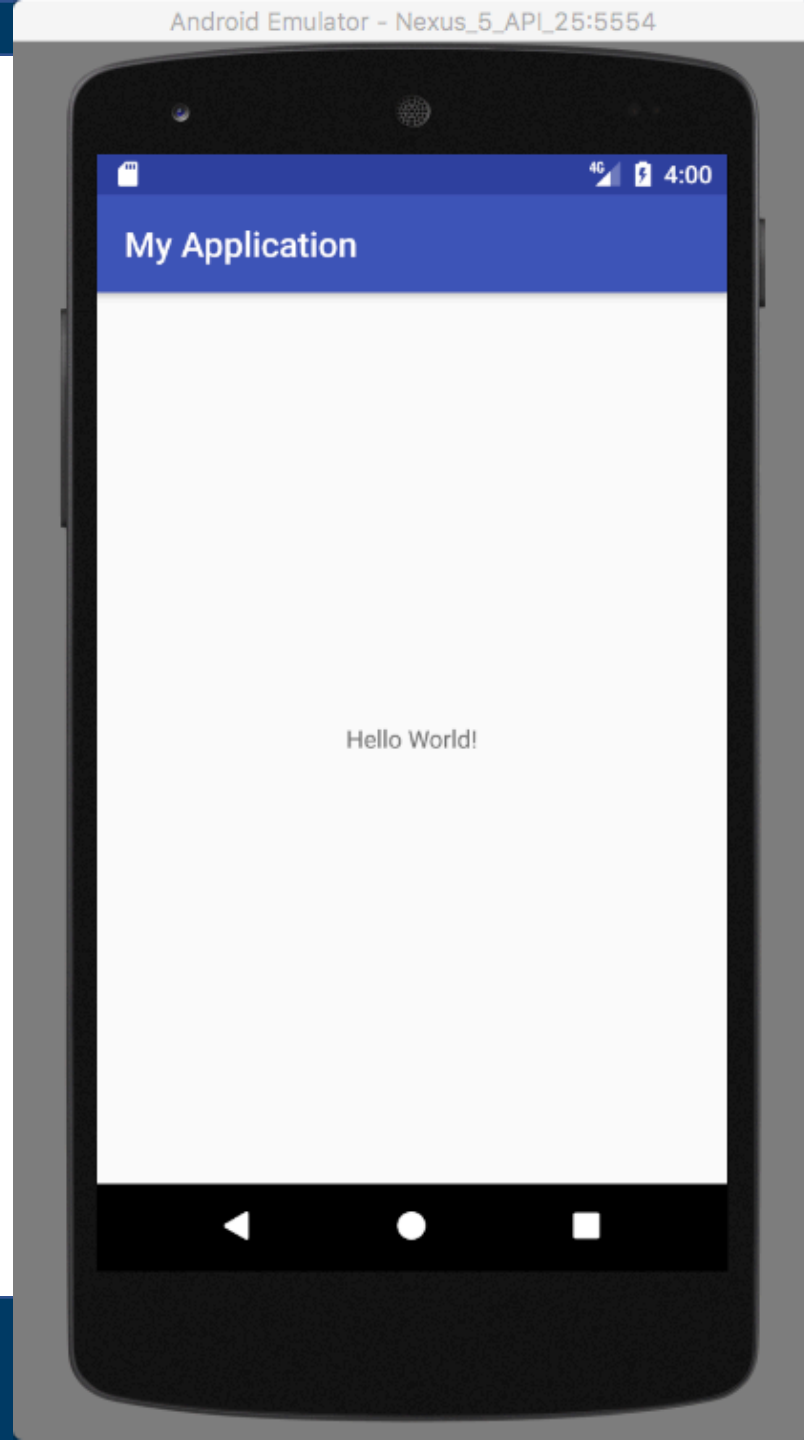 Android Emulator - Nexus_5_API_25:5554
4G 4:00
My Application
Hello World!